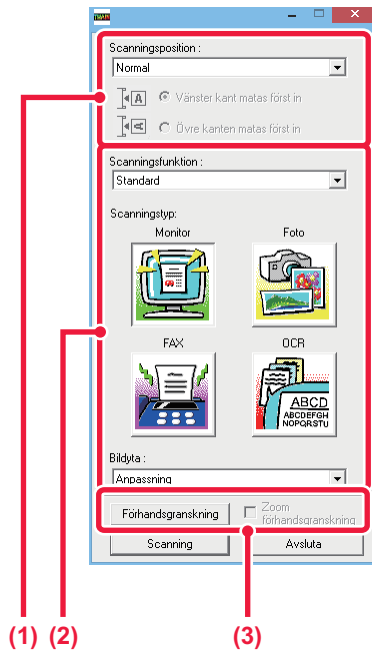 TWAIN
Scanningsposition :
Normal
A
Vänster kant matas först in
A
Övre kanten matas först in
Scanningsfunktion :
Standard
Scanningstyp:
Monitor Foto
FAX OCR
ABCD
ABCDEFGH
NOPQRSTU
Bildyta :
Anpassning
Förhandsgranskning
Zoom
förhandsgranskning
Scanning Avsluta
(1) (2) (3)